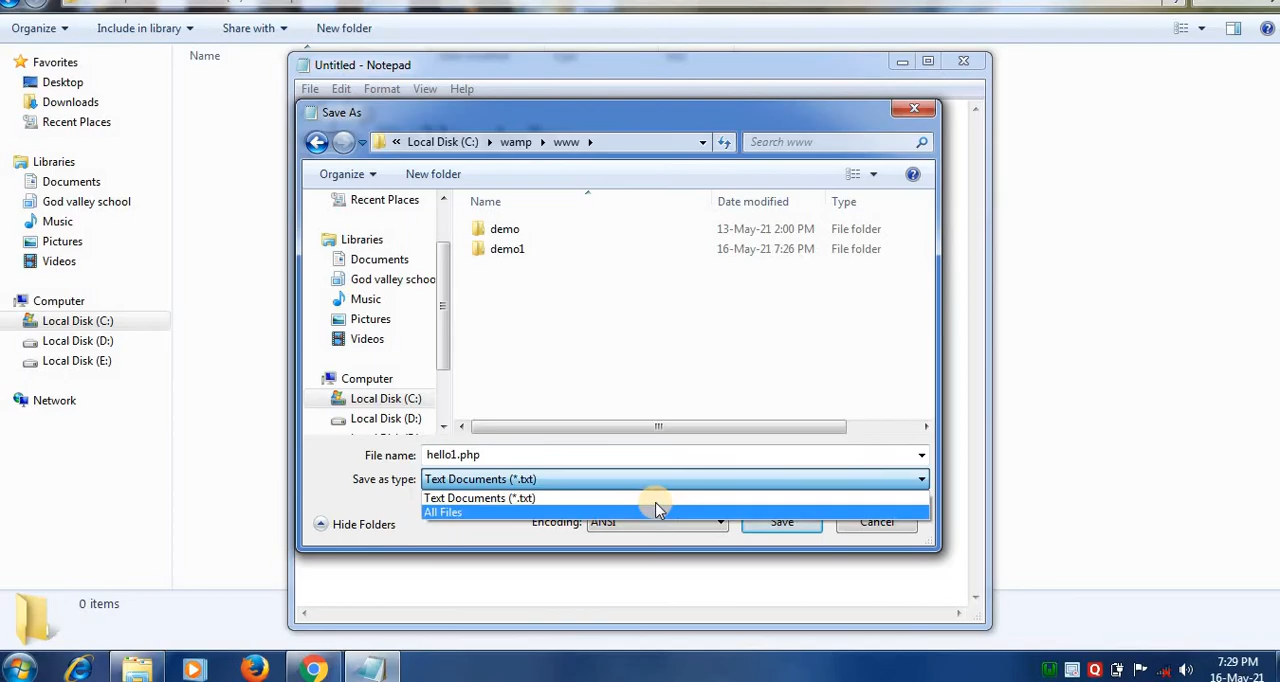 Organize
Include in library
Share with
New folder
Favorites
Desktop
Downloads
Recent Places
Libraries
Documents
God valley school
Music
Pictures
Videos
Computer
Local Disk (C:)
Local Disk (D:)
Local Disk (E:)
Network
Name
0 items
Untitled - Notepad
File Edit Format View Help
Save As
« Local Disk (C:) wamp www
Search www
Organize
New folder
Recent Places
Libraries
Documents
God valley schoo
Music
Pictures
Videos
Computer
Local Disk (C:)
Local Disk (D:)
Name Date modified Type
demo 13-May-21 2:00 PM File folder
demo1 16-May-21 7:26 PM File folder
File name: hello1.php
Save as type: Text Documents (*.txt)
Text Documents (*.txt)
All Files
Hide Folders
Encoding: ANSI
Save
Cancel
7:29 PM
16-May-21